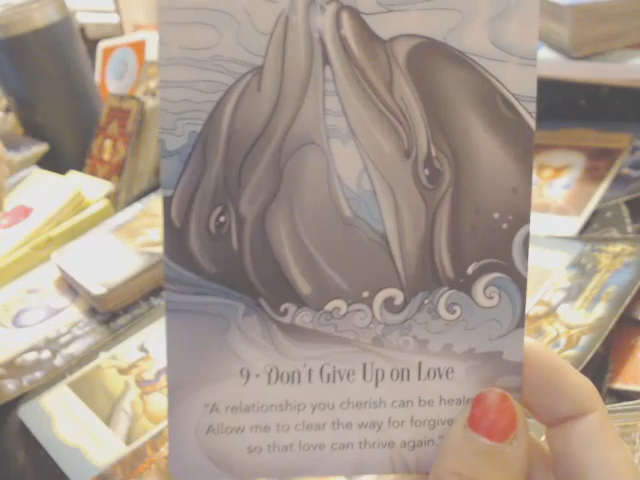 9 · Don't Give Up on Love
"A relationship you cherish can be heale
Allow me to clear the way for forgive
so that love can thrive again."